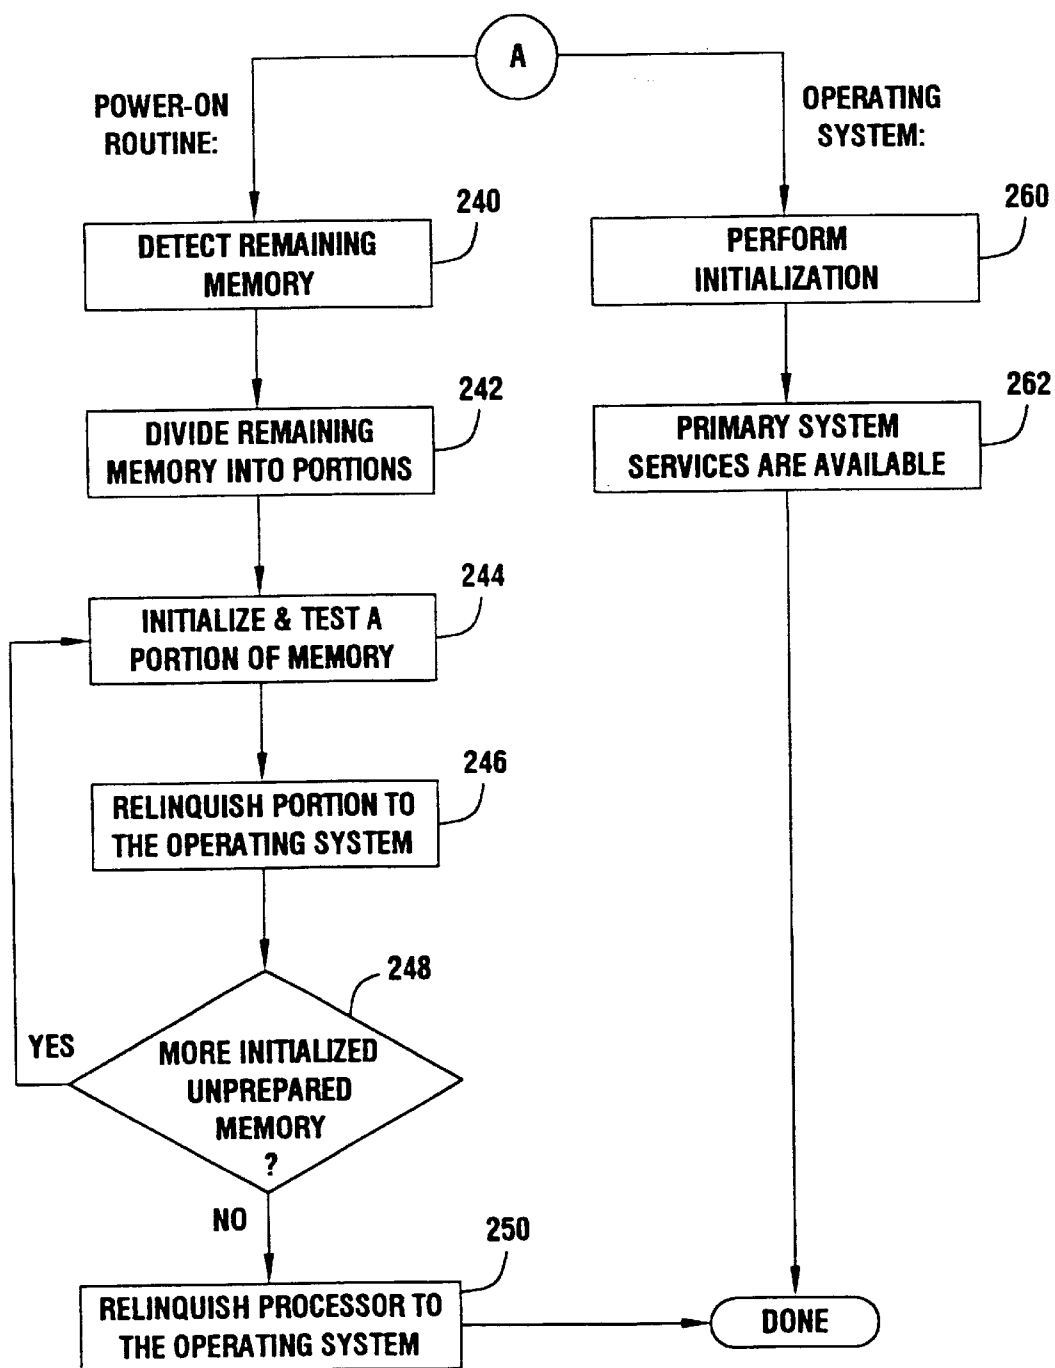 A
POWER-ON
ROUTINE:
240
DETECT REMAINING
MEMORY
242
DIVIDE REMAINING
MEMORY INTO PORTIONS
244
INITIALIZE & TEST A
PORTION OF MEMORY
246
RELINQUISH PORTION TO
THE OPERATING SYSTEM
248
YES
MORE INITIALIZED
UNPREPARED
MEMORY
?
NO
250
RELINQUISH PROCESSOR TO
THE OPERATING SYSTEM
OPERATING
SYSTEM:
260
PERFORM
INITIALIZATION
262
PRIMARY SYSTEM
SERVICES ARE AVAILABLE
DONE